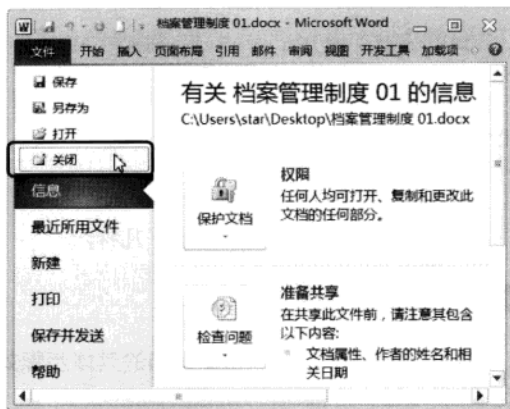 档案管理制度 01.docx - Microsoft Word
文件 开始 插入 页面布局 引用 邮件 审阅 视图 开发工具 加载项
保存
另存为
打开
关闭
信息
最近所用文件
新建
打印
保存并发送
帮助
有关 档案管理制度 01 的信息
C:\Users\star\Desktop\档案管理制度 01.docx
保护文档
权限
任何人均可打开、复制和更改此
文档的任何部分。
检查问题
准备共享
在共享此文件前，请注意其包含
以下内容:
文档属性、作者的姓名和相
关日期